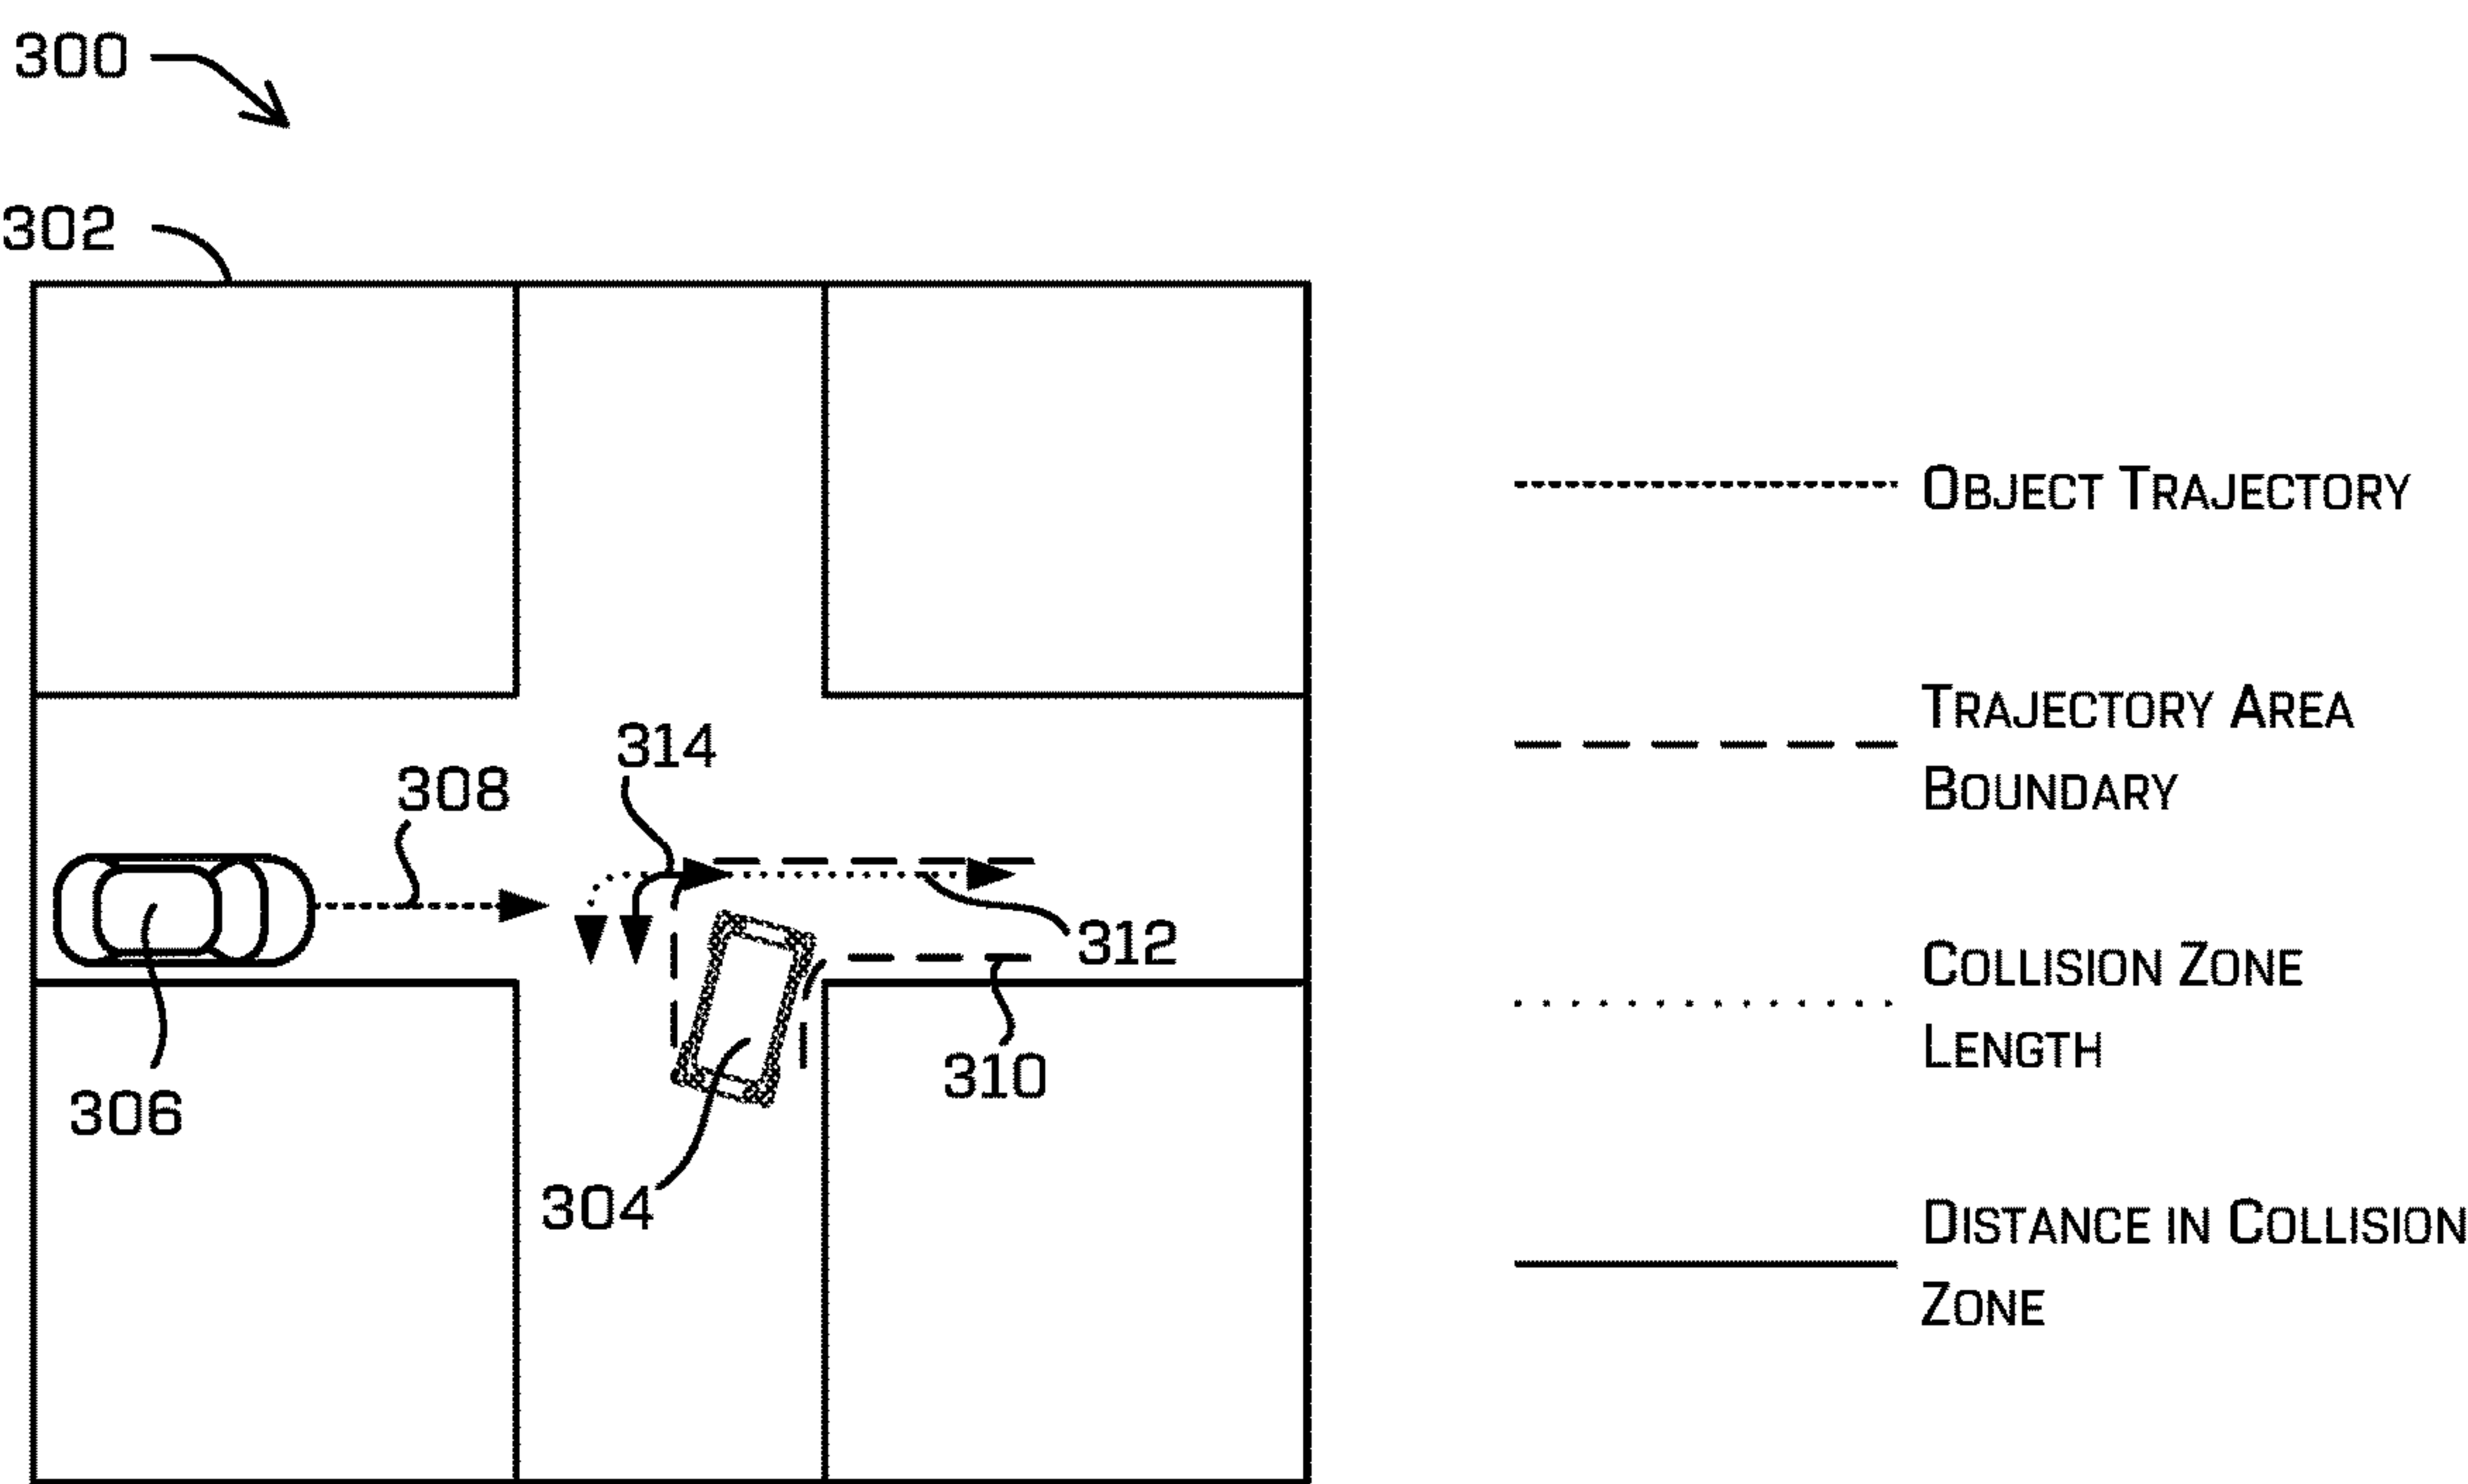 300
302
314
308
312
310
306
304
OBJECT TRAJECTORY
TRAJECTORY AREA
BOUNDARY
COLLISION ZONE
LENGTH
DISTANCE IN COLLISION
ZONE